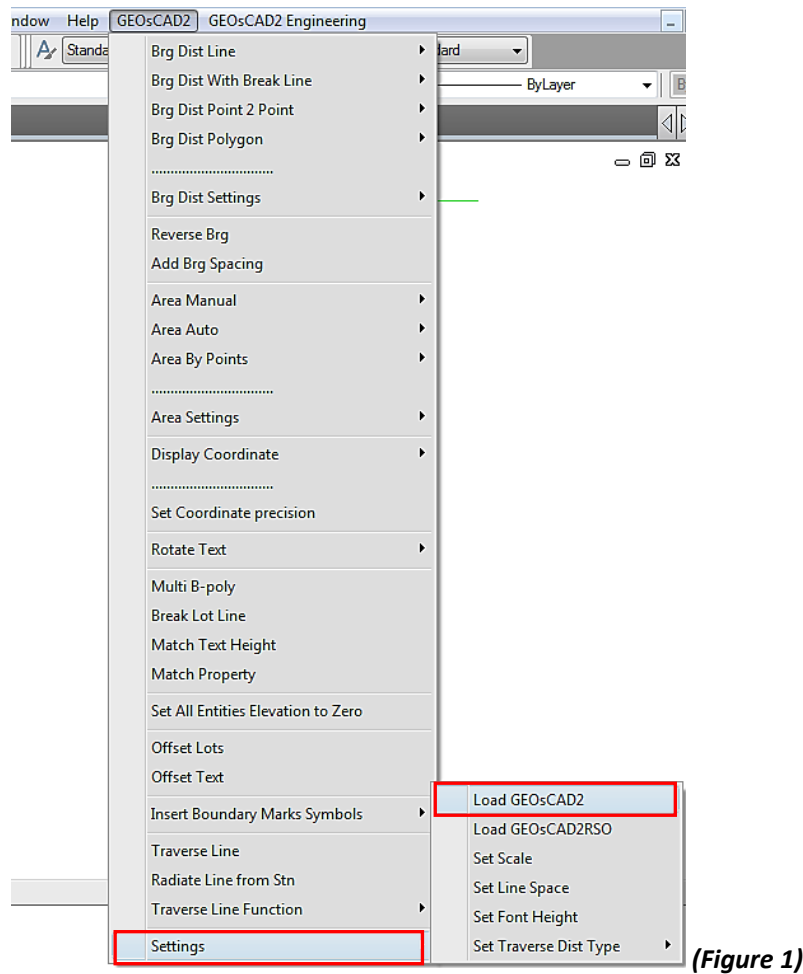 ndow Help GEOsCAD2 GEOsCAD2 Engineering
Standa
dard
ByLayer
B
Brg Dist Line
Brg Dist With Break Line
Brg Dist Point 2 Point
Brg Dist Polygon
................................
Brg Dist Settings
Reverse Brg
Add Brg Spacing
Area Manual
Area Auto
Area By Points
................................
Area Settings
Display Coordinate
................................
Set Coordinate precision
Rotate Text
Multi B-poly
Break Lot Line
Match Text Height
Match Property
Set All Entities Elevation to Zero
Offset Lots
Offset Text
Insert Boundary Marks Symbols
Traverse Line
Radiate Line from Stn
Traverse Line Function
Settings
Load GEOsCAD2
Load GEOsCAD2RSO
Set Scale
Set Line Space
Set Font Height
Set Traverse Dist Type
(Figure 1)